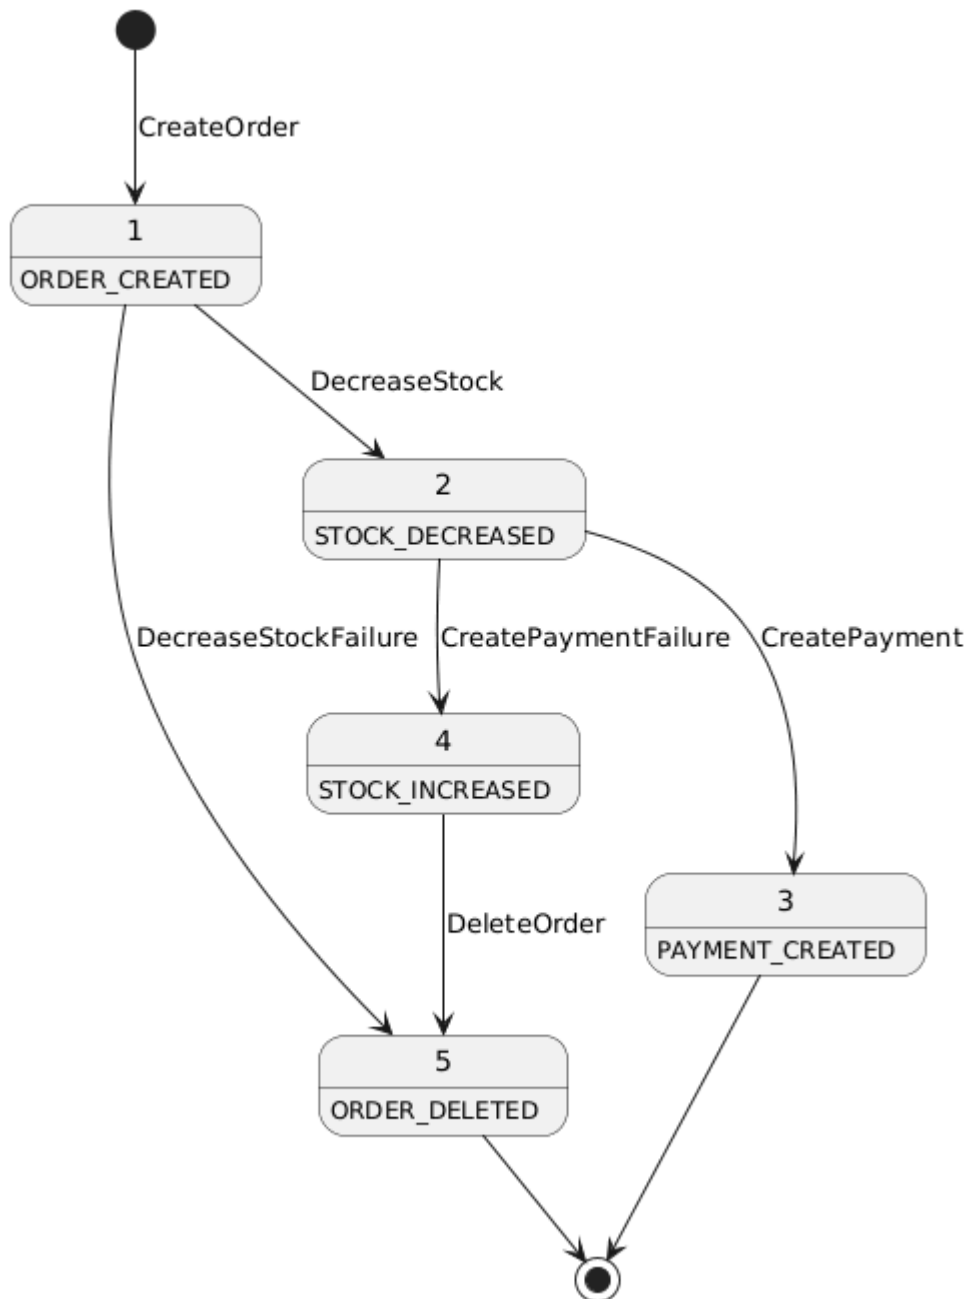 CreateOrder
1
ORDER_CREATED
DecreaseStock
2
STOCK_DECREASED
DecreaseStockFailure
CreatePaymentFailure
CreatePayment
4
STOCK_INCREASED
3
PAYMENT_CREATED
DeleteOrder
5
ORDER_DELETED